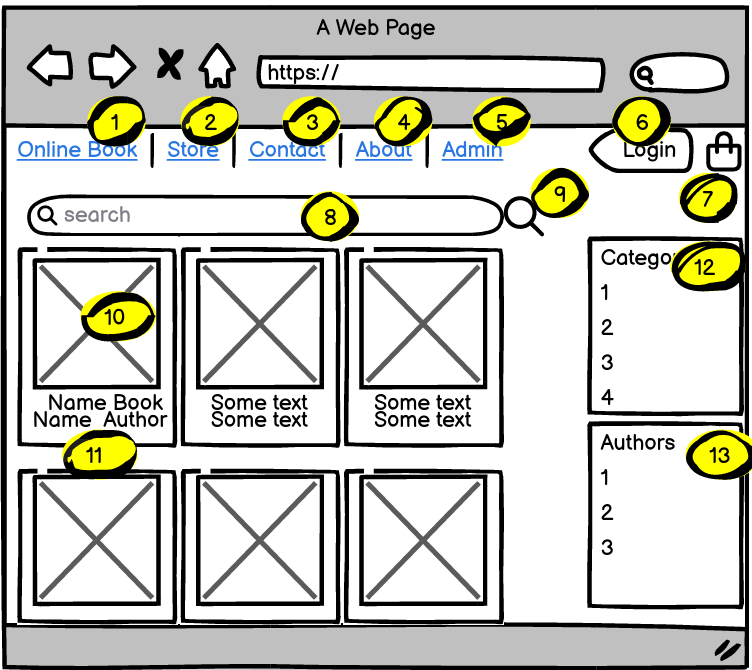 A Web Page
https://
1 2 3 4 5 6
Online Book Store Contact About Admin Login
7
search 8 9
Catego 12
1
2
3
4
10
Name Book Some text Some text
Name Author Some text Some text
11
Authors 13
1
2
3